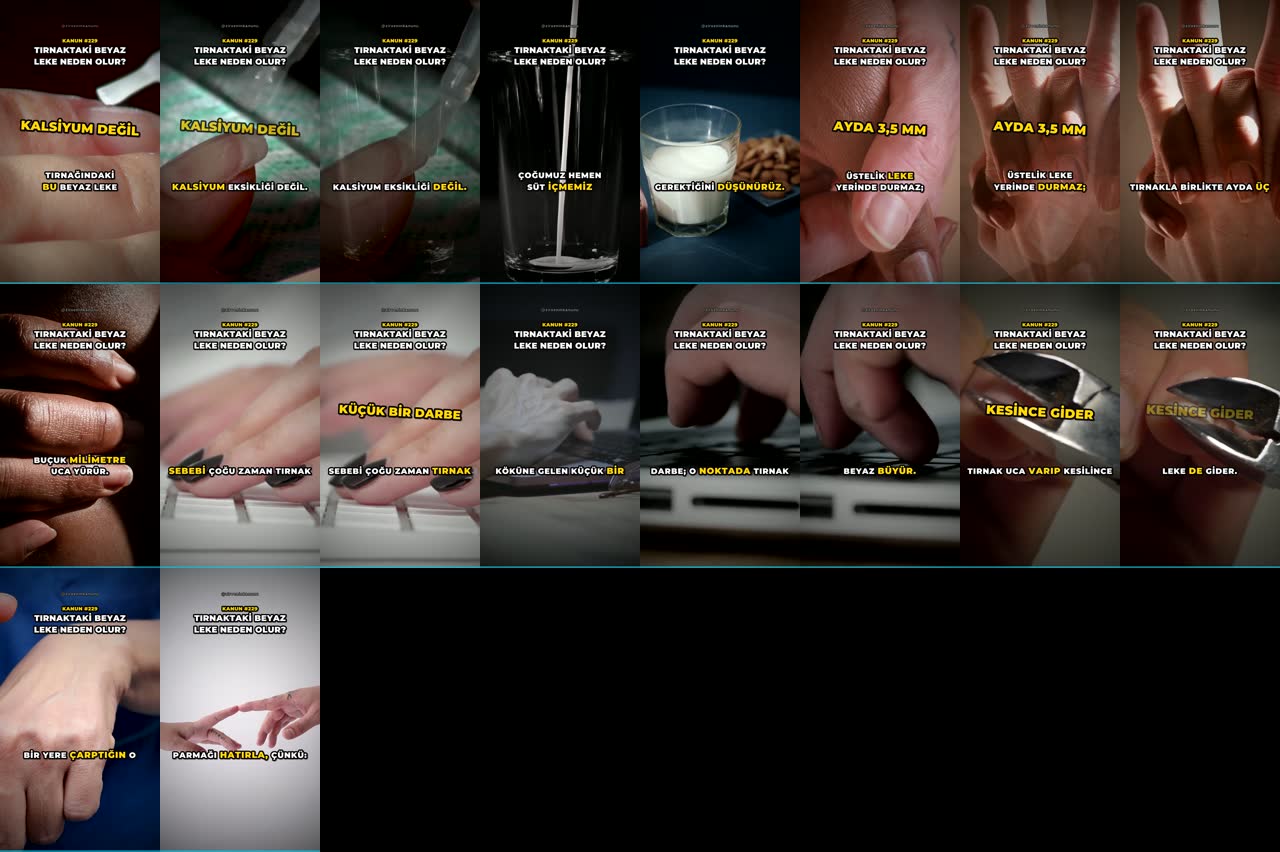 KANUN #229
TIRNAKTAKİ BEYAZ
LEKE NEDEN OLUR?
KALSİYUM DEĞİL
TIRNAĞINDAKİ
BU BEYAZ LEKE
KANUN #229
TIRNAKTAKİ BEYAZ
LEKE NEDEN OLUR?
KALSİYUM DEĞİL
KALSİYUM EKSİKLİĞİ DEĞİL.
KANUN #229
TIRNAKTAKİ BEYAZ
LEKE NEDEN OLUR?
KALSİYUM EKSİKLİĞİ DEĞİL.
KANUN #229
TIRNAKTAKİ BEYAZ
LEKE NEDEN OLUR?
ÇOĞUMUZ HEMEN
SÜT İÇMEMİZ
KANUN #229
TIRNAKTAKİ BEYAZ
LEKE NEDEN OLUR?
GEREKTİĞİNİ DÜŞÜNÜRÜZ.
KANUN #229
TIRNAKTAKİ BEYAZ
LEKE NEDEN OLUR?
AYDA 3,5 MM
ÜSTELİK LEKE
YERİNDE DURMAZ;
KANUN #229
TIRNAKTAKİ BEYAZ
LEKE NEDEN OLUR?
AYDA 3,5 MM
ÜSTELİK LEKE
YERİNDE DURMAZ;
KANUN #229
TIRNAKTAKİ BEYAZ
LEKE NEDEN OLUR?
TIRNAKLA BİRLİKTE AYDA ÜÇ
KANUN #229
TIRNAKTAKİ BEYAZ
LEKE NEDEN OLUR?
BUÇUK MİLİMETRE
UCA YÜRÜR.
KANUN #229
TIRNAKTAKİ BEYAZ
LEKE NEDEN OLUR?
SEBEBİ ÇOĞU ZAMAN TIRNAK
KANUN #229
TIRNAKTAKİ BEYAZ
LEKE NEDEN OLUR?
KÜÇÜK BİR DARBE
SEBEBİ ÇOĞU ZAMAN TIRNAK
KANUN #229
TIRNAKTAKİ BEYAZ
LEKE NEDEN OLUR?
KÖKÜNE GELEN KÜÇÜK BİR
KANUN #229
TIRNAKTAKİ BEYAZ
LEKE NEDEN OLUR?
DARBE; O NOKTADA TIRNAK
KANUN #229
TIRNAKTAKİ BEYAZ
LEKE NEDEN OLUR?
BEYAZ BÜYÜR.
KANUN #229
TIRNAKTAKİ BEYAZ
LEKE NEDEN OLUR?
KESİNCE GİDER
TIRNAK UCA VARIP KESİLİNCE
KANUN #229
TIRNAKTAKİ BEYAZ
LEKE NEDEN OLUR?
KESİNCE GİDER
LEKE DE GİDER.
KANUN #229
TIRNAKTAKİ BEYAZ
LEKE NEDEN OLUR?
BİR YERE ÇARPTIĞIN O
KANUN #229
TIRNAKTAKİ BEYAZ
LEKE NEDEN OLUR?
PARMAĞI HATIRLA, ÇÜNKÜ: